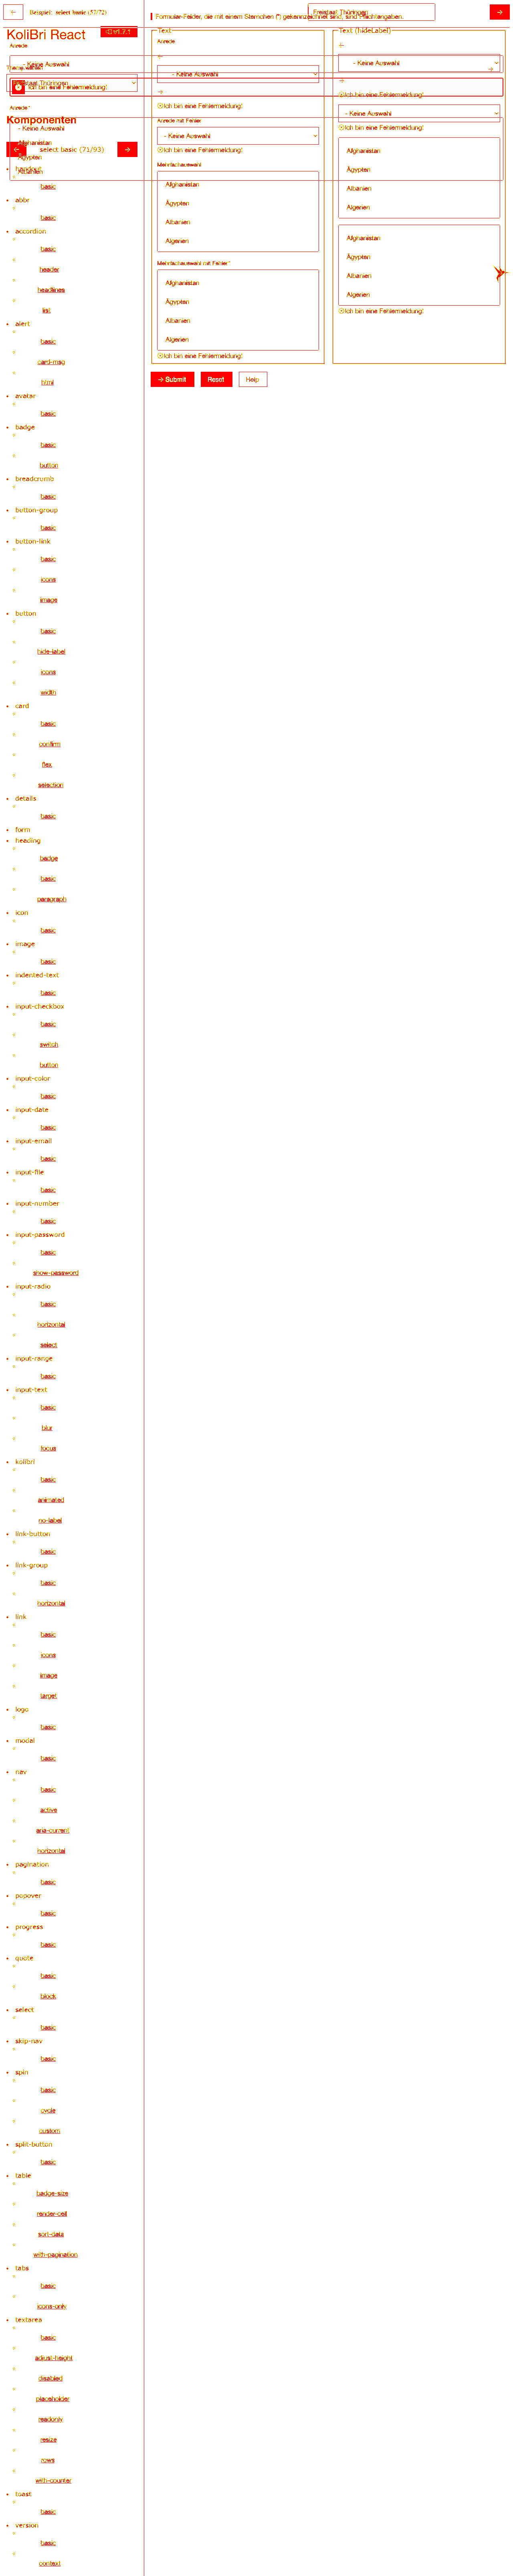 ← Beispiel: select basic (57/72) Freistaat Thüringen →
Formular-Felder, die mit einem Sternchen (*) gekennzeichnet sind, sind Pflichtangaben.
KoliBri React v1.7.1
Anrede
- Keine Auswahl
Freistaat Thüringen
Ich bin eine Fehlermeldung!
Anrede*
Komponenten
- Keine Auswahl
Afghanistan
← select basic (71/93) →
Ägypten
Albanien
handout
basic
abbr
basic
accordion
basic
header
headlines
list
alert
basic
card-msg
html
avatar
basic
badge
basic
button
breadcrumb
basic
button-group
basic
button-link
basic
icons
image
button
basic
hide-label
icons
width
card
basic
confirm
flex
selection
details
basic
form
heading
badge
basic
paragraph
icon
basic
image
basic
indented-text
basic
input-checkbox
basic
switch
button
input-color
basic
input-date
basic
input-email
basic
input-file
basic
input-number
basic
input-password
basic
show-password
input-radio
basic
horizontal
select
input-range
basic
input-text
basic
blur
focus
kolibri
basic
animated
no-label
link-button
basic
link-group
basic
horizontal
link
basic
icons
image
target
logo
basic
modal
basic
nav
basic
active
aria-current
horizontal
pagination
basic
popover
basic
progress
basic
quote
basic
block
select
basic
skip-nav
basic
spin
basic
cycle
custom
split-button
basic
table
badge-size
render-cell
sort-data
with-pagination
tabs
basic
icons-only
textarea
basic
adjust-height
disabled
placeholder
readonly
resize
rows
with-counter
toast
basic
version
basic
context
Text
Anrede
←
- Keine Auswahl
→
Ich bin eine Fehlermeldung!
Anrede mit Fehler
- Keine Auswahl
Ich bin eine Fehlermeldung!
Mehrfachauswahl
Afghanistan
Ägypten
Albanien
Algerien
Mehrfachauswahl mit Fehler*
Afghanistan
Ägypten
Albanien
Algerien
Ich bin eine Fehlermeldung!
Text (hideLabel)
←
- Keine Auswahl
→
Ich bin eine Fehlermeldung!
- Keine Auswahl
Ich bin eine Fehlermeldung!
Afghanistan
Ägypten
Albanien
Algerien
Afghanistan
Ägypten
Albanien
Algerien
Ich bin eine Fehlermeldung!
→ Submit Reset Help